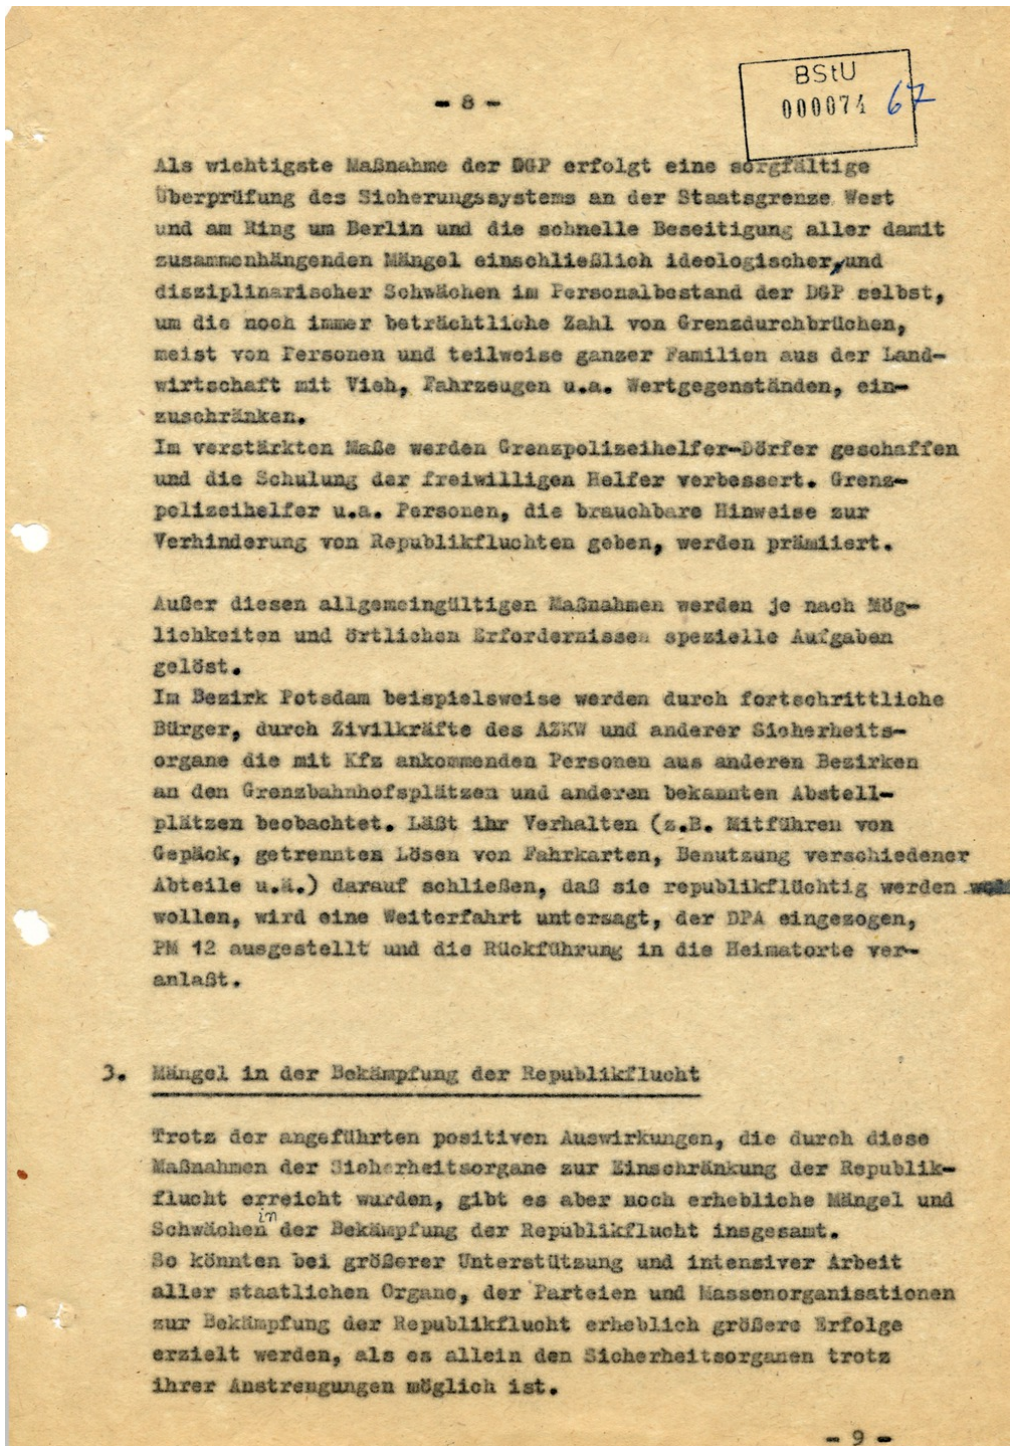 BStU
000074 67
- 8 -
Als wichtigste Maßnahme der DGP erfolgt eine sorgfältige
Überprüfung des Sicherungssystems an der Staatsgrenze West
und am Ring um Berlin und die schnelle Beseitigung aller damit
zusammenhängenden Mängel einschließlich ideologischer und
disziplinarischer Schwächen im Personalbestand der DGP selbst,
um die noch immer beträchtliche Zahl von Grenzdurchbrüchen,
meist von Personen und teilweise ganzer Familien aus der Land-
wirtschaft mit Vieh, Fahrzeugen u.a. Wertgegenständen, ein-
zuschränken.
Im verstärkten Maße werden Grenzpolizeihelfer-Dörfer geschaffen
und die Schulung der freiwilligen Helfer verbessert. Grenz-
polizeihelfer u.a. Personen, die brauchbare Hinweise zur
Verhinderung von Republikfluchten geben, werden prämiiert.
Außer diesen allgemeingültigen Maßnahmen werden je nach Mög-
lichkeiten und örtlichen Erfordernissen spezielle Aufgaben
gelöst.
Im Bezirk Potsdam beispielsweise werden durch fortschrittliche
Bürger, durch Zivilkräfte des AZKW und anderer Sicherheits-
organe die mit Kfz ankommenden Personen aus anderen Bezirken
an den Grenzbahnhofsplätzen und anderen bekannten Abstell-
plätzen beobachtet. Läßt ihr Verhalten (z.B. Mitführen von
Gepäck, getrennten Lösen von Fahrkarten, Benutzung verschiedener
Abteile u.ä.) darauf schließen, daß sie republikflüchtig werden
wollen, wird eine Weiterfahrt untersagt, der DPA eingezogen,
PM 12 ausgestellt und die Rückführung in die Heimatorte ver-
anlaßt.
3. Mängel in der Bekämpfung der Republikflucht
Trotz der angeführten positiven Auswirkungen, die durch diese
Maßnahmen der Sicherheitsorgane zur Einschränkung der Republik-
flucht erreicht wurden, gibt es aber noch erhebliche Mängel und
Schwächen in der Bekämpfung der Republikflucht insgesamt.
So könnten bei größerer Unterstützung und intensiver Arbeit
aller staatlichen Organe, der Parteien und Massenorganisationen
zur Bekämpfung der Republikflucht erheblich größere Erfolge
erzielt werden, als es allein den Sicherheitsorganen trotz
ihrer Anstrengungen möglich ist.
- 9 -